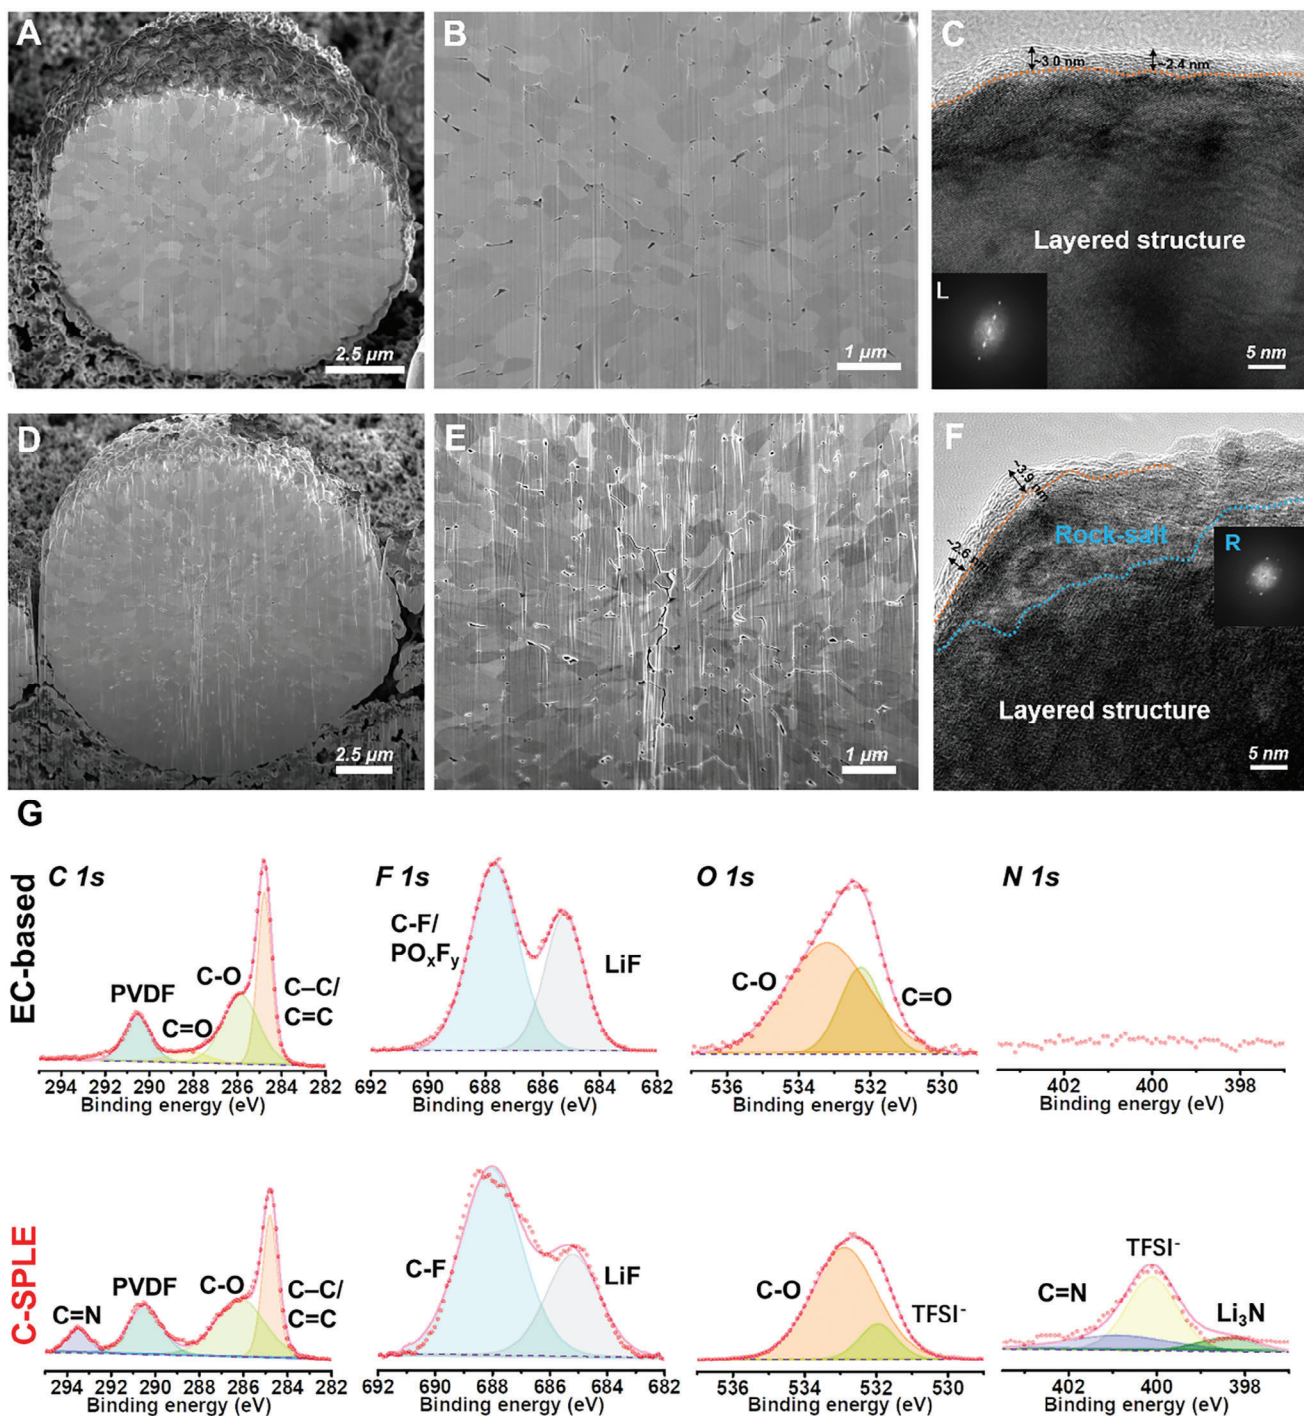 A
2.5 μm
B
1 μm
C
~3.0 nm
~2.4 nm
Layered structure
L
5 nm
D
2.5 μm
E
1 μm
F
~3.9 nm
~2.6 nm
Rock-salt
R
Layered structure
5 nm
G
EC-based
C 1s
PVDF
C=O
C-O
C–C/
C=C
294 292 290 288 286 284 282
Binding energy (eV)
F 1s
C-F/
POxFy
LiF
692 690 688 686 684 682
Binding energy (eV)
O 1s
C-O
C=O
536 534 532 530
Binding energy (eV)
N 1s
402 400 398
Binding energy (eV)
C-SPLE
C=N
PVDF
C-O
C–C/
C=C
294 292 290 288 286 284 282
Binding energy (eV)
C-F
LiF
692 690 688 686 684 682
Binding energy (eV)
C-O
TFSI⁻
536 534 532 530
Binding energy (eV)
C=N
TFSI⁻
Li₃N
402 400 398
Binding energy (eV)